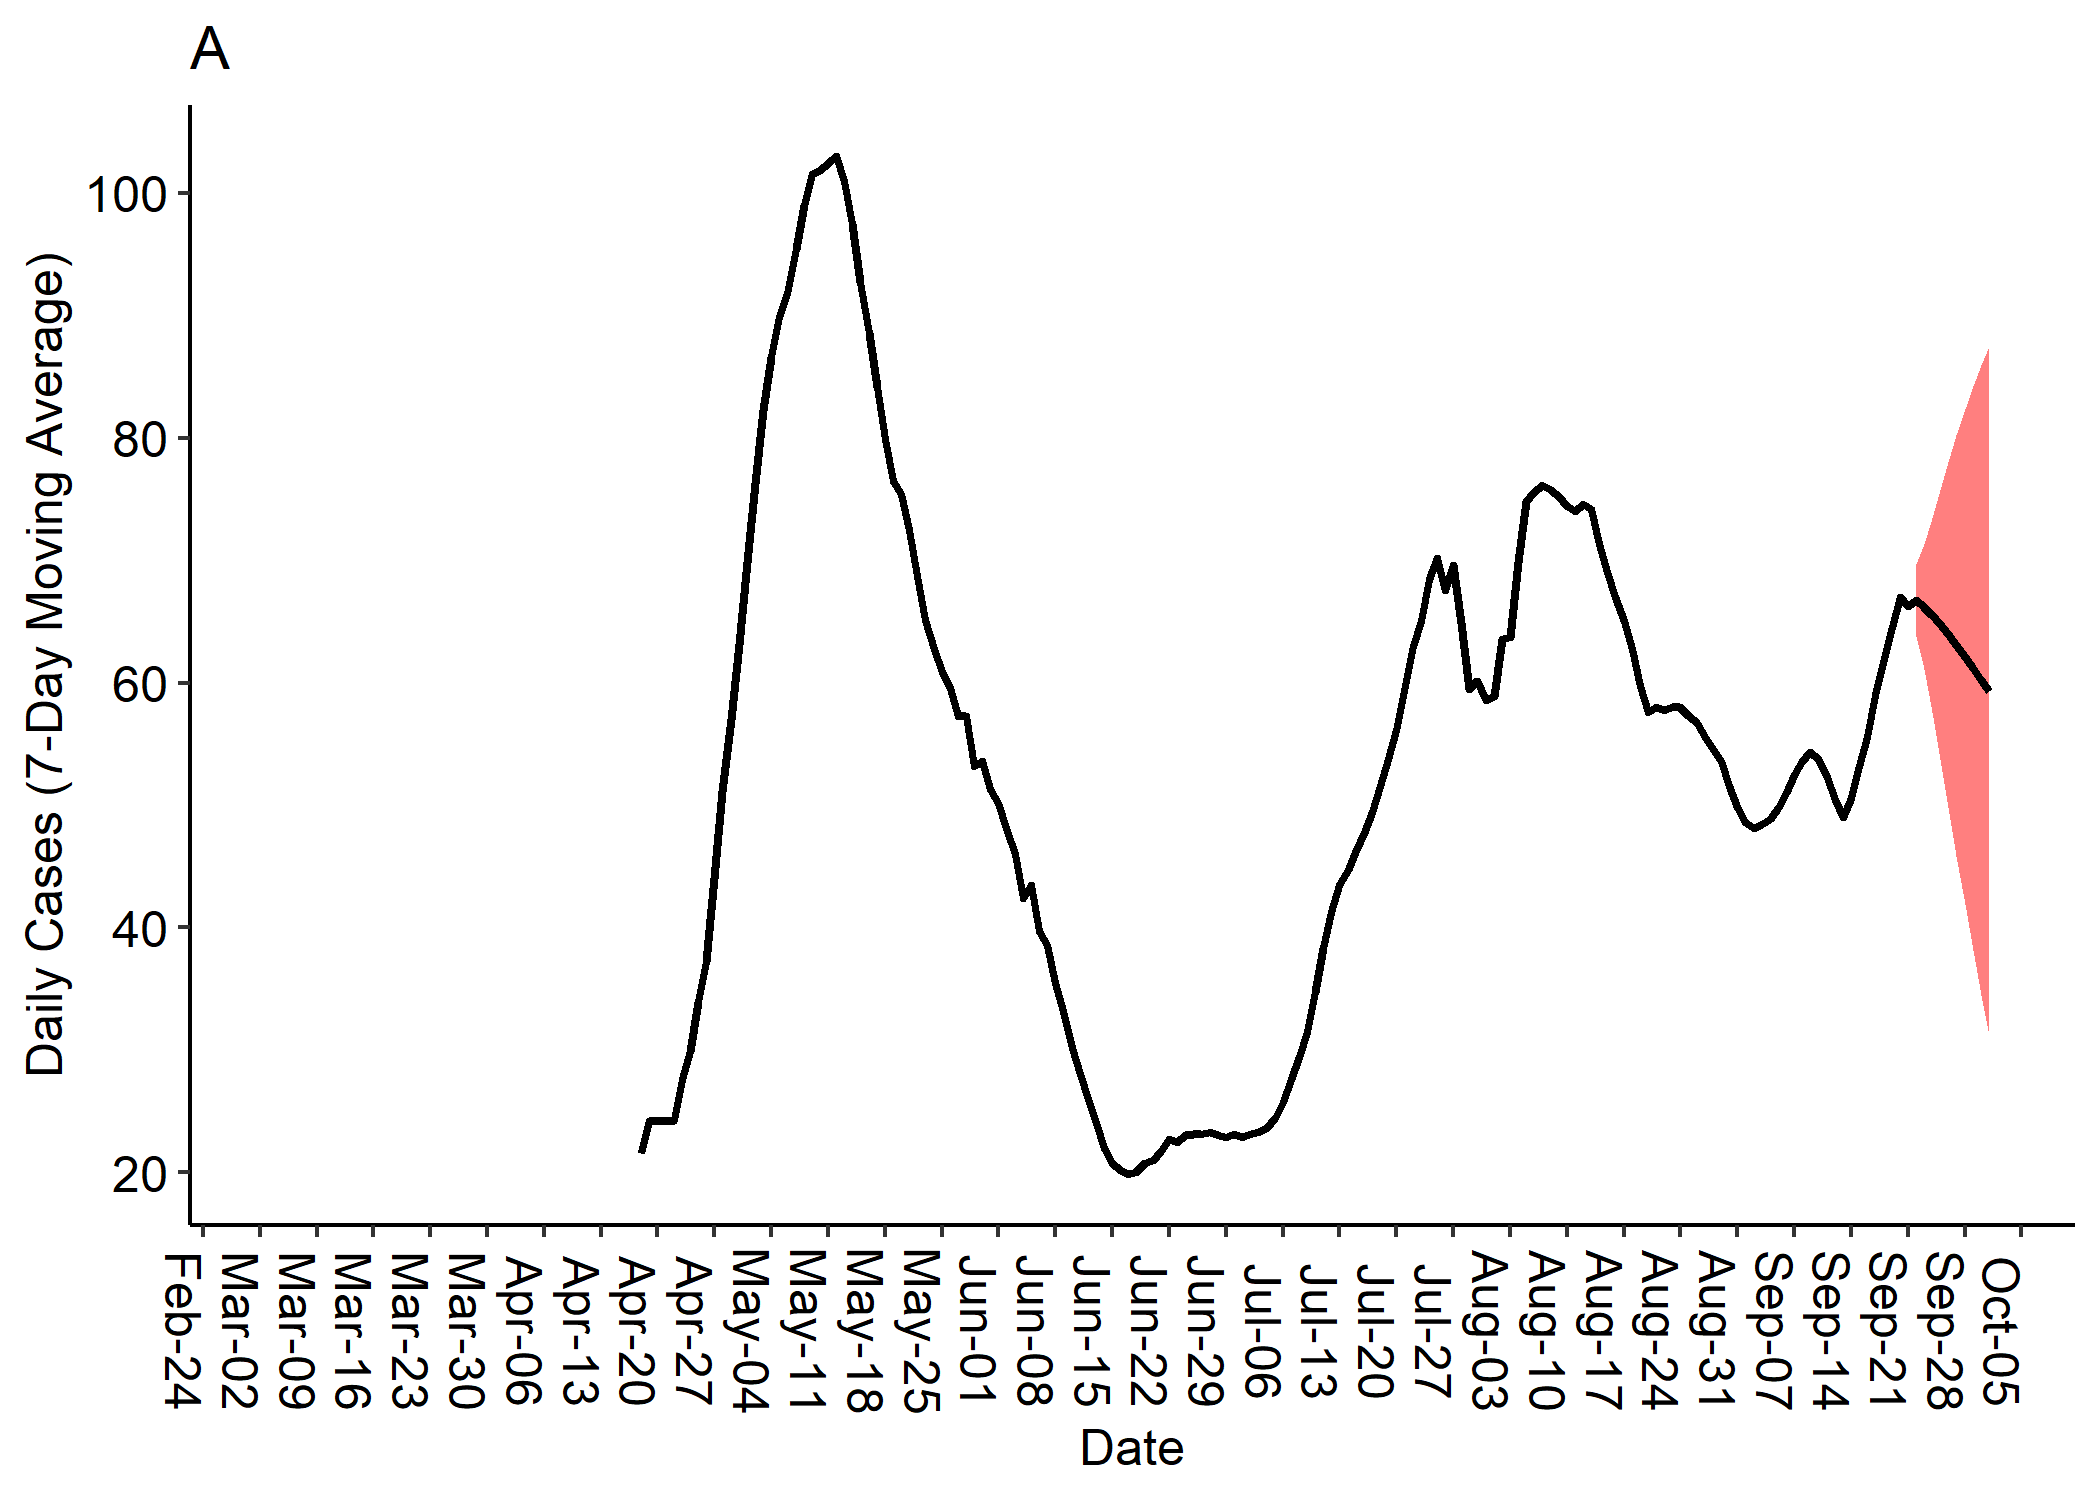 A
Daily Cases (7-Day Moving Average)
100
80
60
40
20
Feb-24
Mar-02
Mar-09
Mar-16
Mar-23
Mar-30
Apr-06
Apr-13
Apr-20
Apr-27
May-04
May-11
May-18
May-25
Jun-01
Jun-08
Jun-15
Jun-22
Jun-29
Jul-06
Jul-13
Jul-20
Jul-27
Aug-03
Aug-10
Aug-17
Aug-24
Aug-31
Sep-07
Sep-14
Sep-21
Sep-28
Oct-05
Date